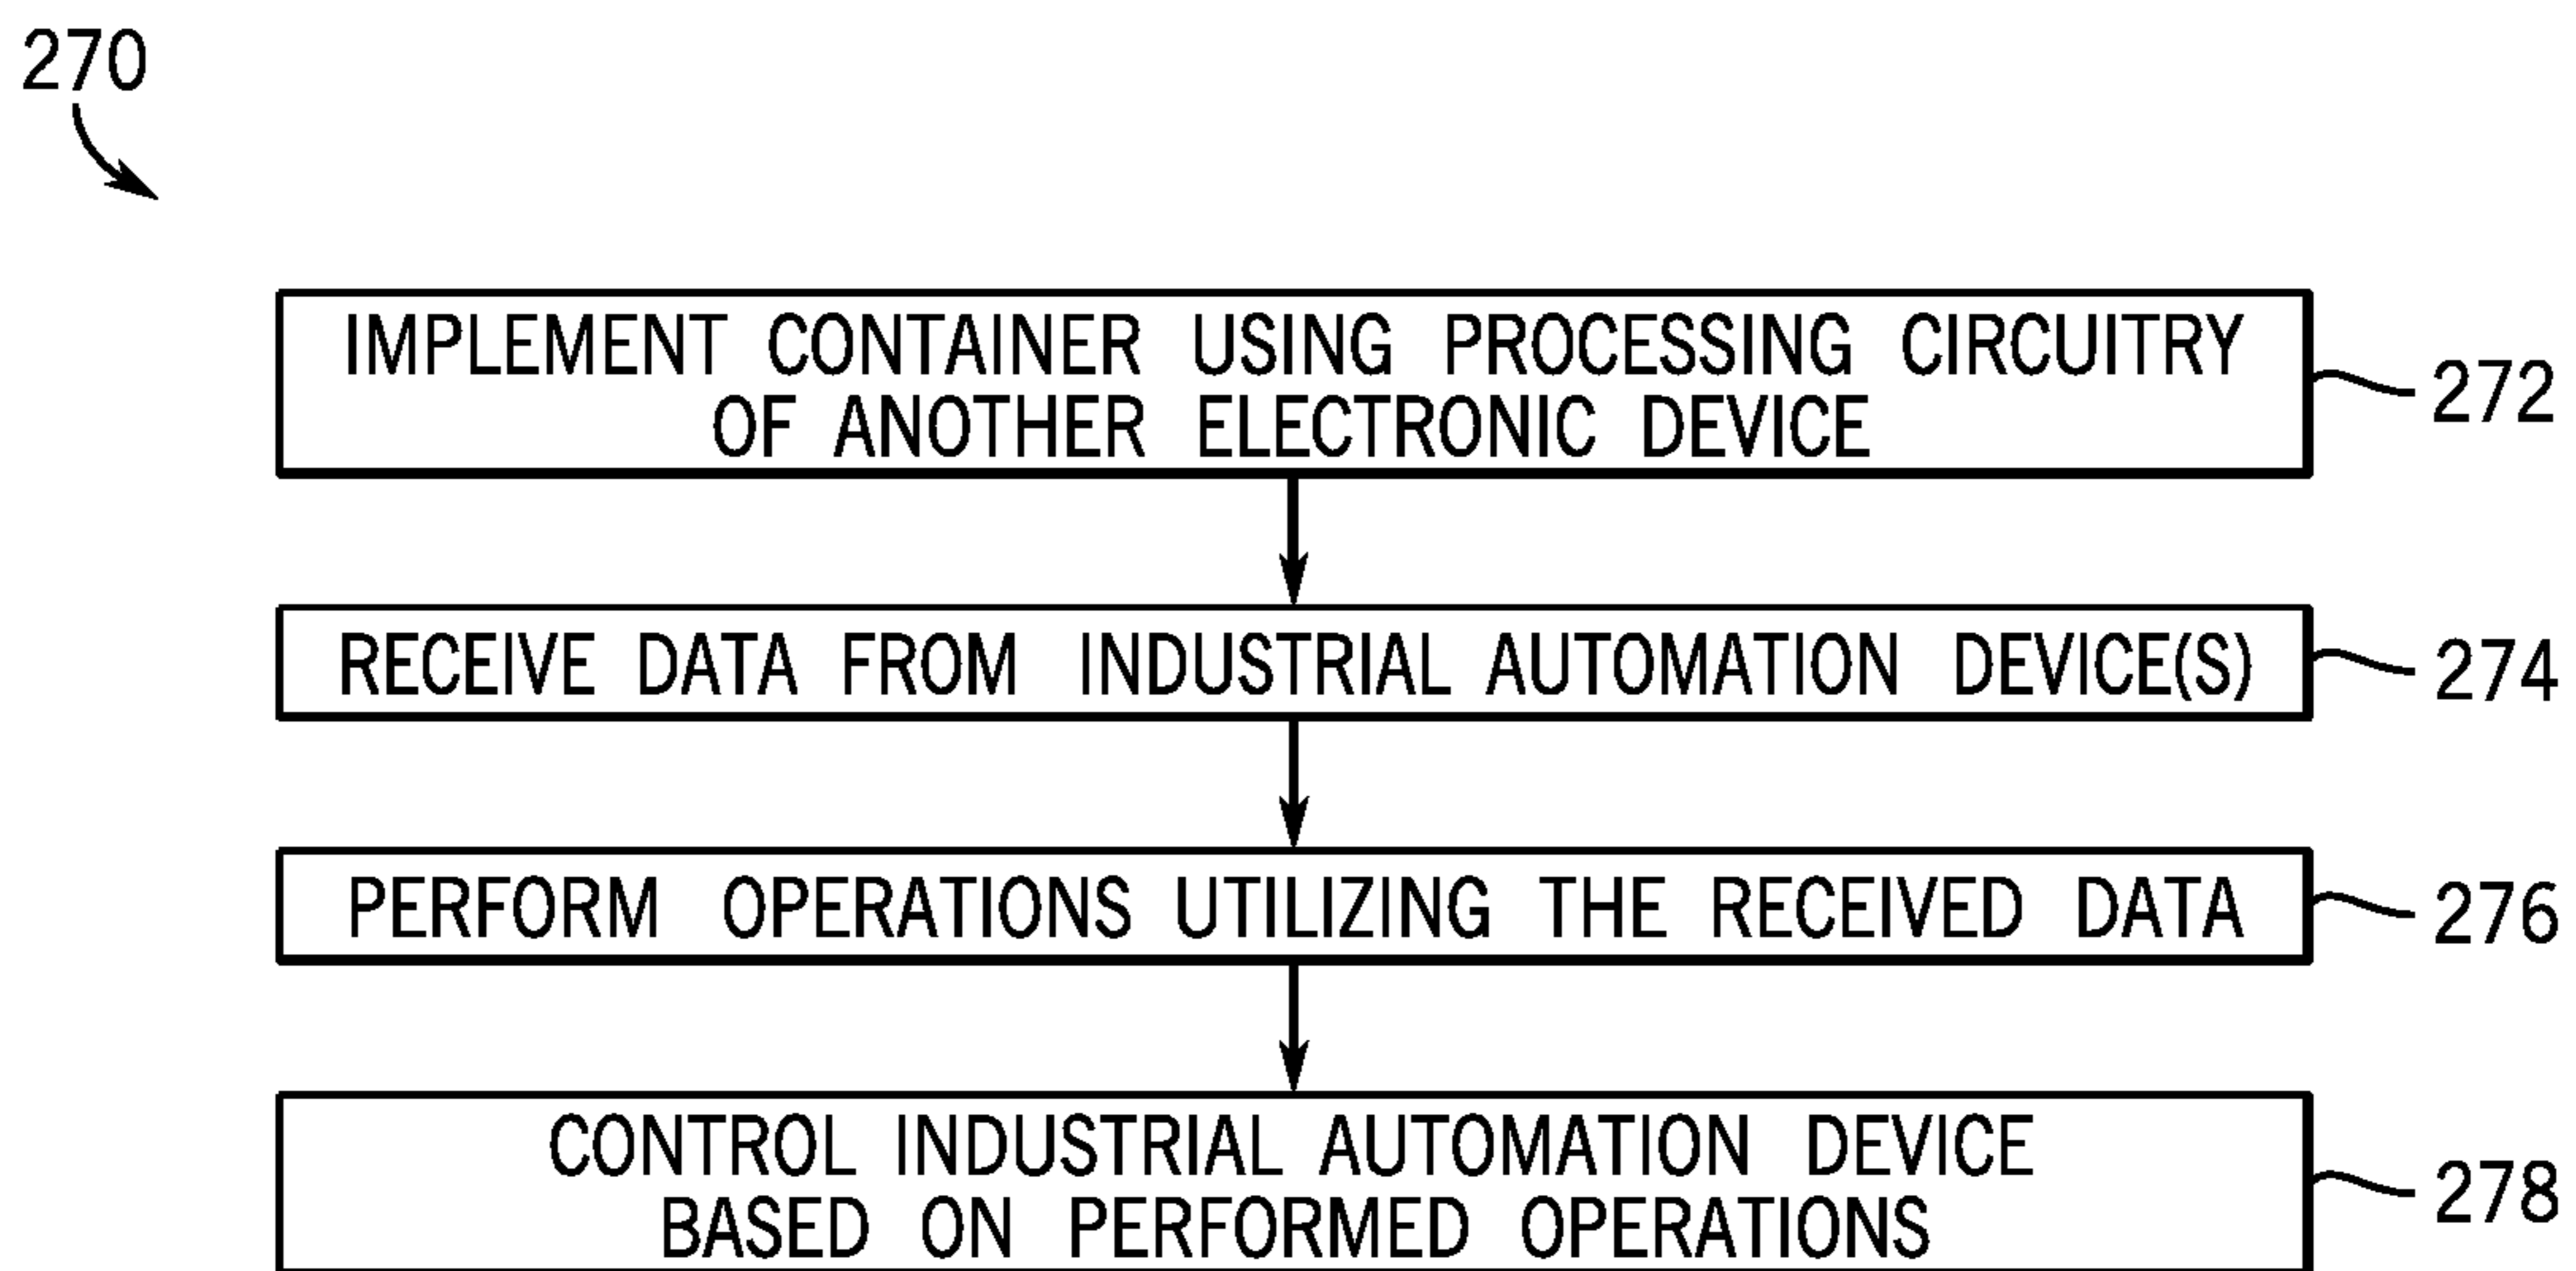 270
IMPLEMENT CONTAINER USING PROCESSING CIRCUITRY
OF ANOTHER ELECTRONIC DEVICE
272
RECEIVE DATA FROM INDUSTRIAL AUTOMATION DEVICE(S)
274
PERFORM OPERATIONS UTILIZING THE RECEIVED DATA
276
CONTROL INDUSTRIAL AUTOMATION DEVICE
BASED ON PERFORMED OPERATIONS
278